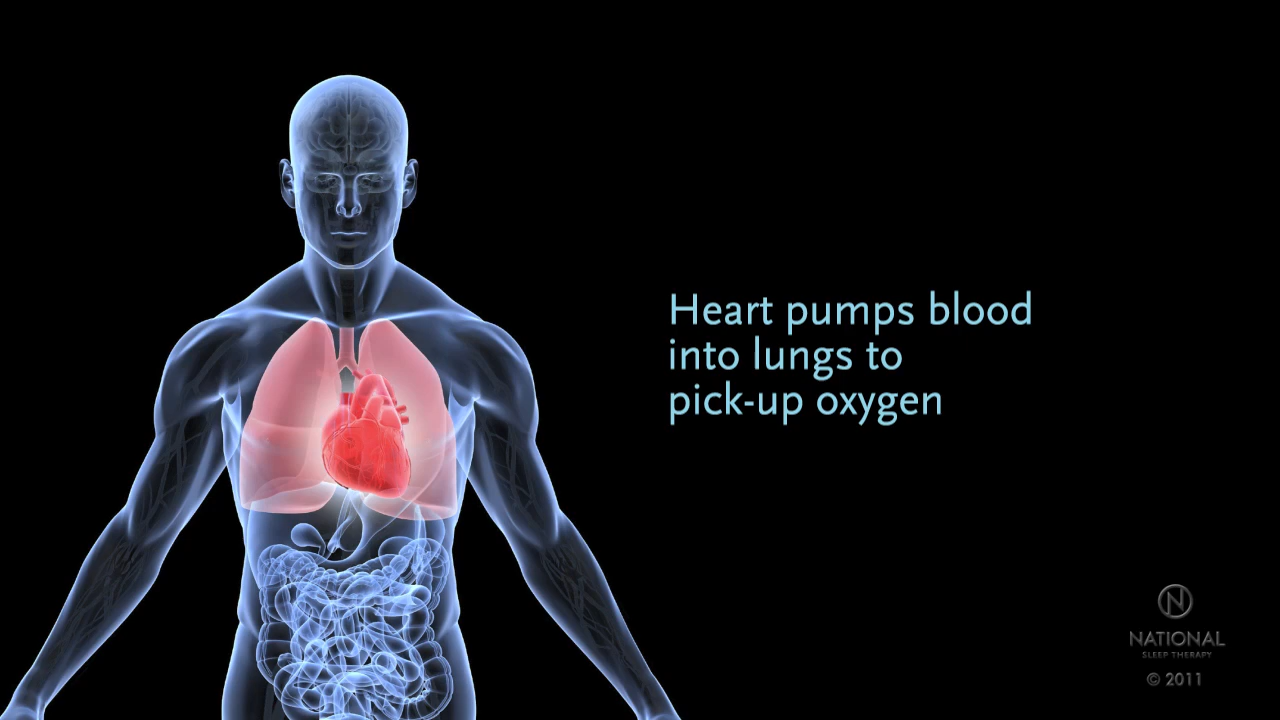 Heart pumps blood
into lungs to
pick-up oxygen
N
NATIONAL
SLEEP THERAPY
© 2011